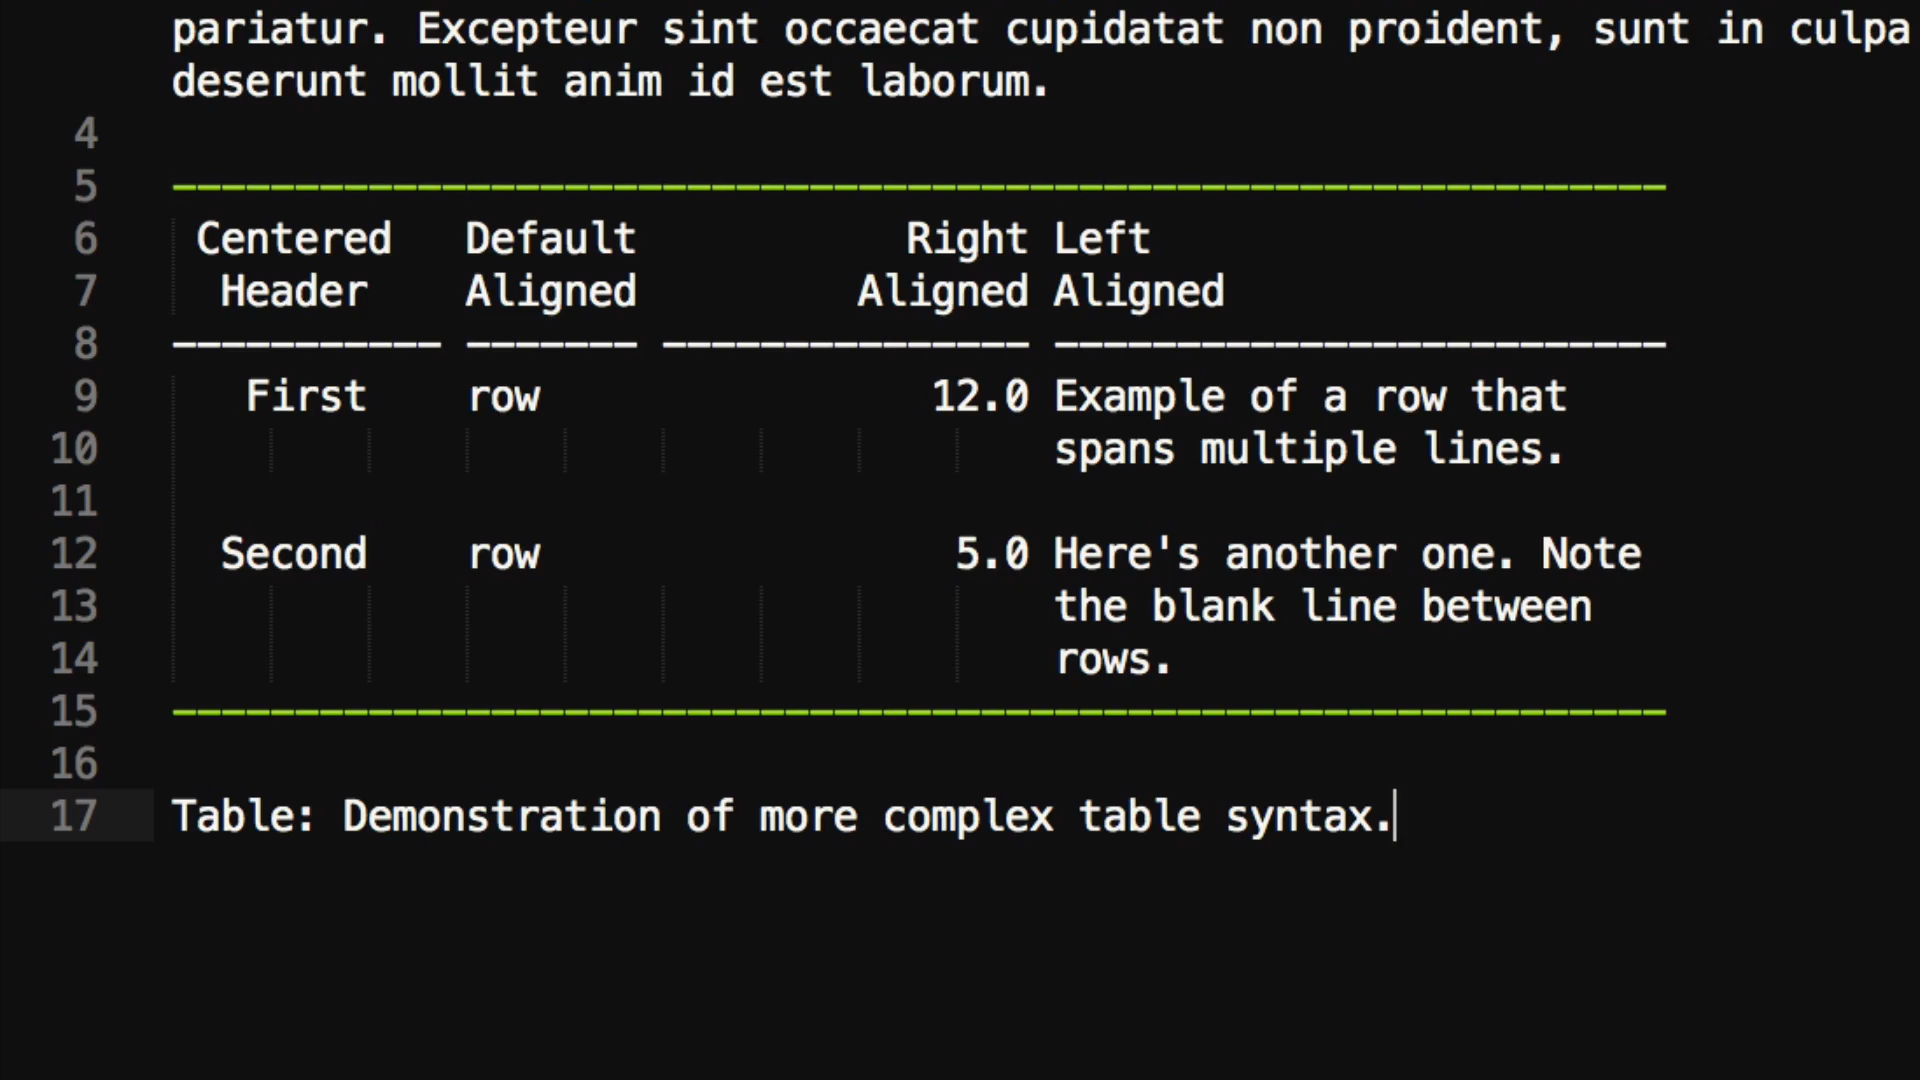 pariatur. Excepteur sint occaecat cupidatat non proident, sunt in culpa
deserunt mollit anim id est laborum.
4
5 -------------------------------------------------------------
6  Centered   Default           Right Left
7   Header    Aligned         Aligned Aligned
8 ----------- ------- --------------- -------------------------
9    First    row                12.0 Example of a row that
10                                    spans multiple lines.
11
12   Second    row                 5.0 Here's another one. Note
13                                    the blank line between
14                                    rows.
15 -------------------------------------------------------------
16
17 Table: Demonstration of more complex table syntax.